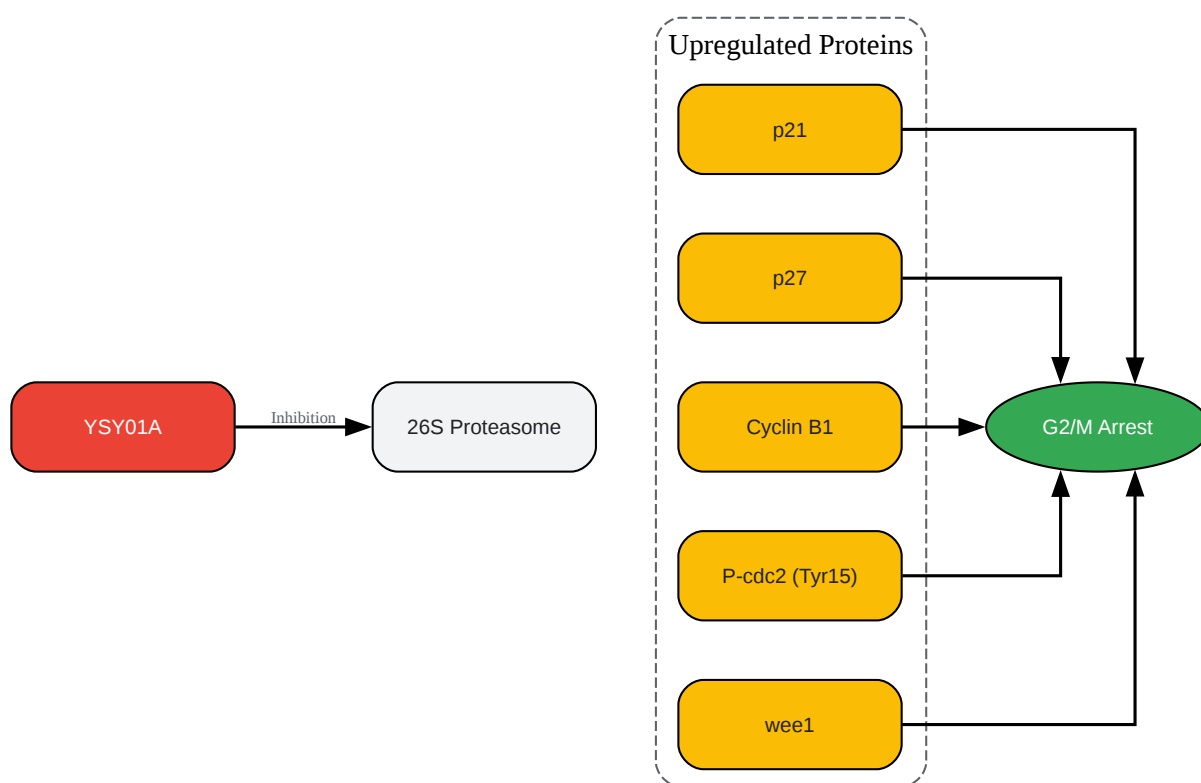 Upregulated Proteins
p21
p27
YSY01A
Inhibition
26S Proteasome
Cyclin B1
G2/M Arrest
P-cdc2 (Tyr15)
wee1